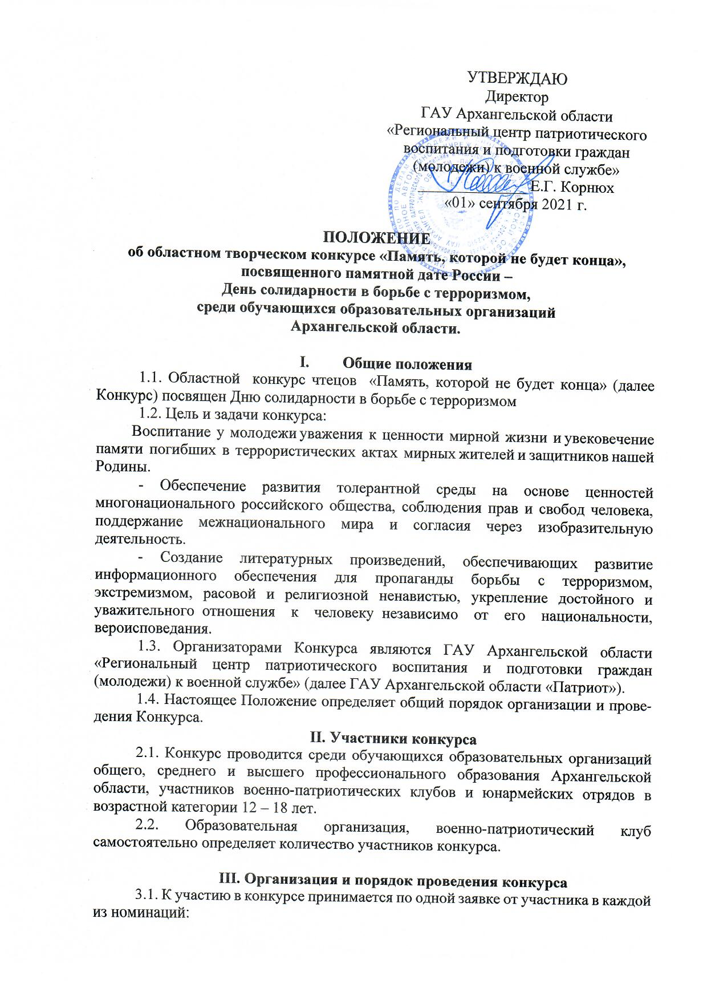 УТВЕРЖДАЮ
Директор
ГАУ Архангельской области
«Региональный центр патриотического
воспитания и подготовки граждан
(молодежи) к военной службе»
Е.Г. Корнюх
«01» сентября 2021 г.
ПОЛОЖЕНИЕ
об областном творческом конкурсе «Память, которой не будет конца»,
посвященного памятной дате России –
День солидарности в борьбе с терроризмом,
среди обучающихся образовательных организаций
Архангельской области.
I. Общие положения
1.1. Областной конкурс чтецов «Память, которой не будет конца» (далее
Конкурс) посвящен Дню солидарности в борьбе с терроризмом
1.2. Цель и задачи конкурса:
Воспитание у молодежи уважения к ценности мирной жизни и увековечение
памяти погибших в террористических актах мирных жителей и защитников нашей
Родины.
- Обеспечение развития толерантной среды на основе ценностей
многонационального российского общества, соблюдения прав и свобод человека,
поддержание межнационального мира и согласия через изобразительную
деятельность.
- Создание литературных произведений, обеспечивающих развитие
информационного обеспечения для пропаганды борьбы с терроризмом,
экстремизмом, расовой и религиозной ненавистью, укрепление достойного и
уважительного отношения к человеку независимо от его национальности,
вероисповедания.
1.3. Организаторами Конкурса являются ГАУ Архангельской области
«Региональный центр патриотического воспитания и подготовки граждан
(молодежи) к военной службе» (далее ГАУ Архангельской области «Патриот»).
1.4. Настоящее Положение определяет общий порядок организации и прове-
дения Конкурса.
II. Участники конкурса
2.1. Конкурс проводится среди обучающихся образовательных организаций
общего, среднего и высшего профессионального образования Архангельской
области, участников военно-патриотических клубов и юнармейских отрядов в
возрастной категории 12 – 18 лет.
2.2. Образовательная организация, военно-патриотический клуб
самостоятельно определяет количество участников конкурса.
III. Организация и порядок проведения конкурса
3.1. К участию в конкурсе принимается по одной заявке от участника в каждой
из номинаций: